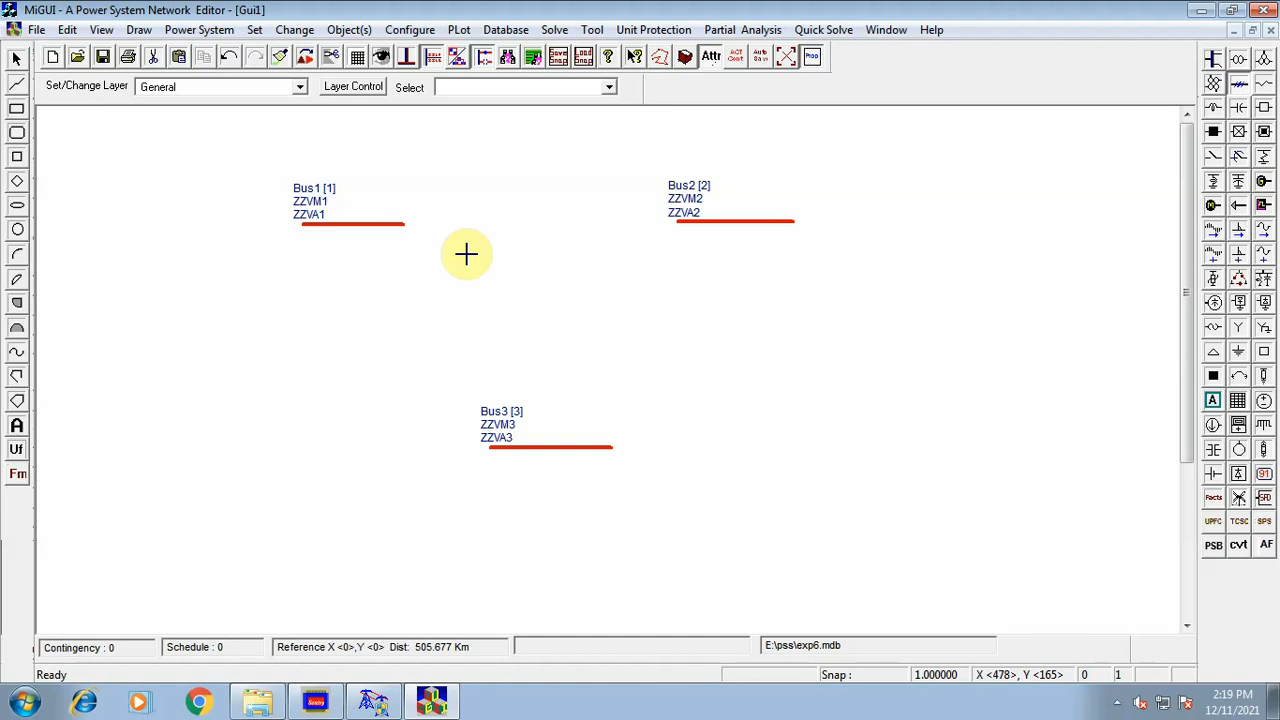 MiGUI - A Power System Network Editor - [Gui1]
File Edit View Draw Power System Set Change Object(s) Configure PLot Database Tool Unit Protection Partial Analysis Quick Solve Window Help
Attr
Set/Change Layer General Layer Control Select
Bus1 [1]
ZZVM1
ZZVA1
Bus2 [2]
ZZVM2
ZZVA2
Bus3 [3]
ZZVM3
ZZVA3
A
Uf
Fm
A
91
Facts SRD
UPFC TCSC SPS
PSB cvt AF
Contingency : 0 Schedule : 0 Reference X <0>,Y <0> Dist: 505.677 Km E:\pss\exp6.mdb
Ready Snap : 1.000000 X <478>, Y <165> 0 1
2:19 PM
12/11/2021